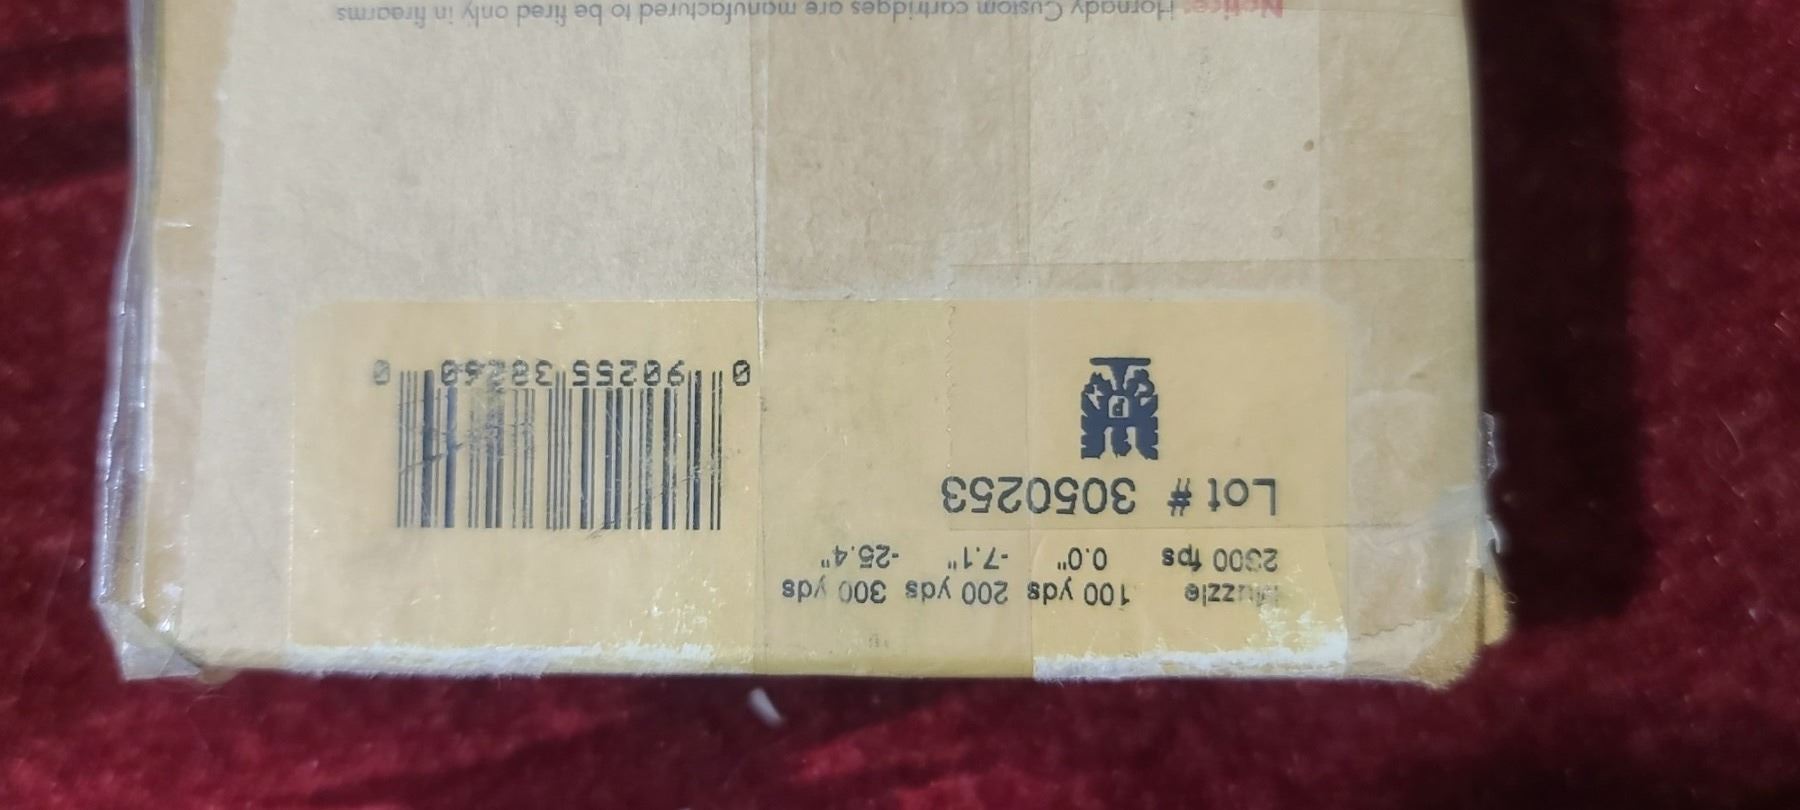 Muzzle 100 yds 200 yds 300 yds
2300 fps 0.0" -7.1" -25.4"
Lot # 3050253
P
0 90255 38260 0
Notice: Hornady Custom cartridges are manufactured to be fired only in firearms